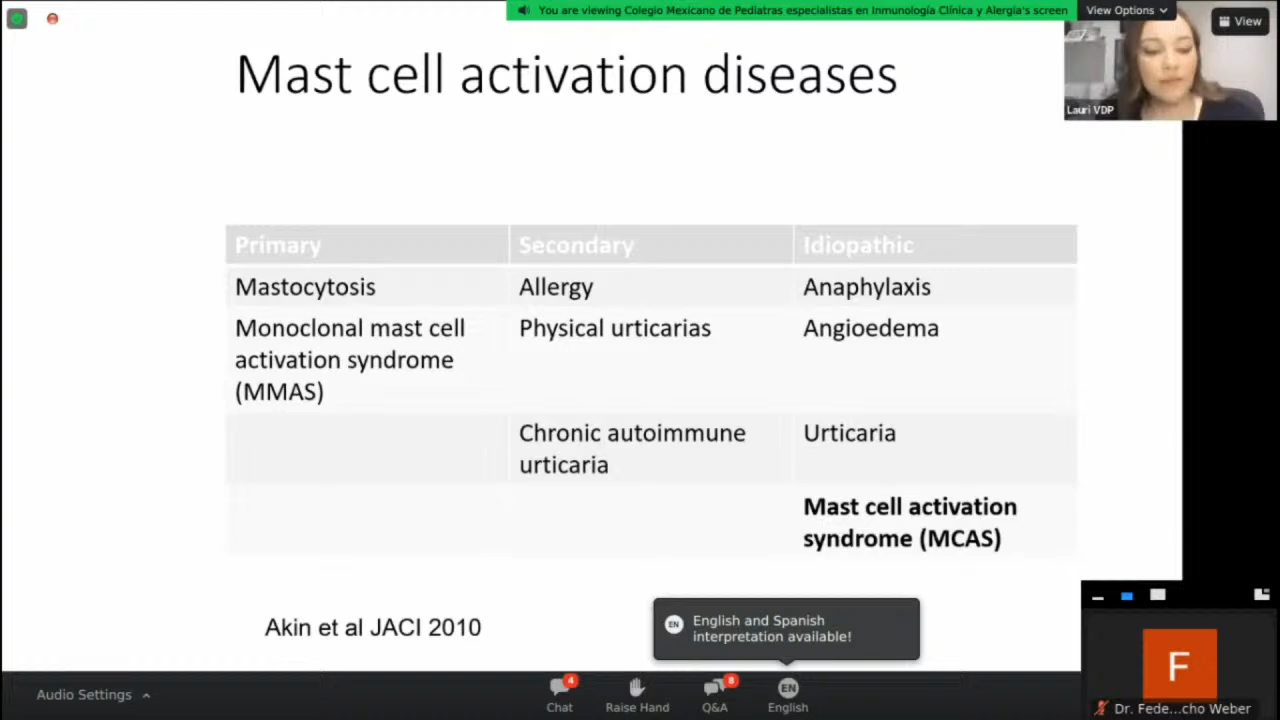 You are viewing Colegio Mexicano de Pediatras especialistas en Inmunología Clínica y Alergia's screen
View Options
View
Lauri VDP
Mast cell activation diseases
Primary
Secondary
Idiopathic
Mastocytosis
Allergy
Anaphylaxis
Monoclonal mast cell
activation syndrome
(MMAS)
Physical urticarias
Angioedema
Chronic autoimmune
urticaria
Urticaria
Mast cell activation
syndrome (MCAS)
Akin et al JACI 2010
EN
English and Spanish
interpretation available!
F
Audio Settings
4
Chat
Raise Hand
8
Q&A
EN
English
Dr. Fede...cho Weber